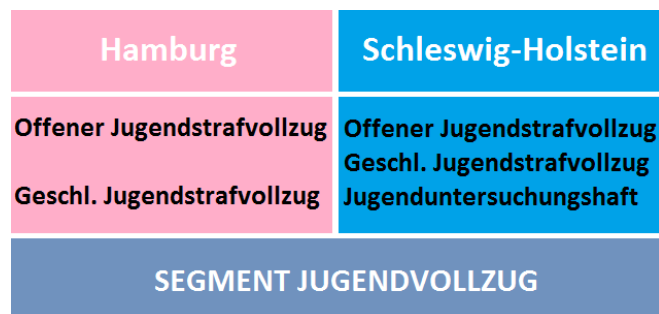 Hamburg
Schleswig-Holstein
Offener Jugendstrafvollzug
Geschl. Jugendstrafvollzug
Offener Jugendstrafvollzug
Geschl. Jugendstrafvollzug
Jugenduntersuchungshaft
SEGMENT JUGENDVOLLZUG